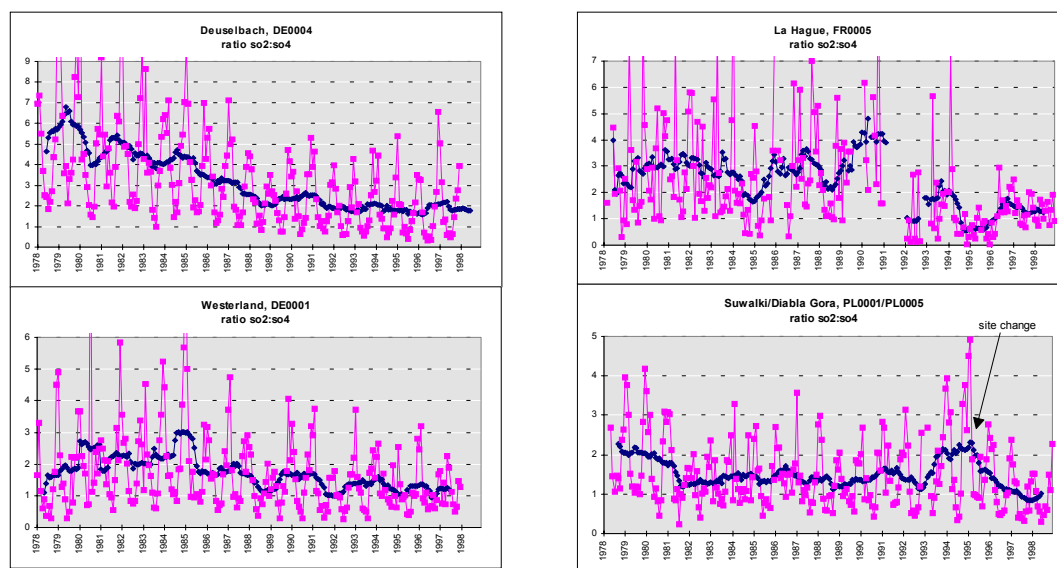 Deuselbach, DE0004
ratio so2:so4
9
8
7
6
5
4
3
2
1
0
1978 1979 1980 1981 1982 1983 1984 1985 1986 1987 1988 1989 1990 1991 1992 1993 1994 1995 1996 1997 1998
La Hague, FR0005
ratio so2:so4
7
6
5
4
3
2
1
0
1978 1979 1980 1981 1982 1983 1984 1985 1986 1987 1988 1989 1990 1991 1992 1993 1994 1995 1996 1997 1998
Westerland, DE0001
ratio so2:so4
6
5
4
3
2
1
0
1978 1979 1980 1981 1982 1983 1984 1985 1986 1987 1988 1989 1990 1991 1992 1993 1994 1995 1996 1997 1998
Suwalki/Diabla Gora, PL0001/PL0005
ratio so2:so4
site change
5
4
3
2
1
0
1978 1979 1980 1981 1982 1983 1984 1985 1986 1987 1988 1989 1990 1991 1992 1993 1994 1995 1996 1997 1998